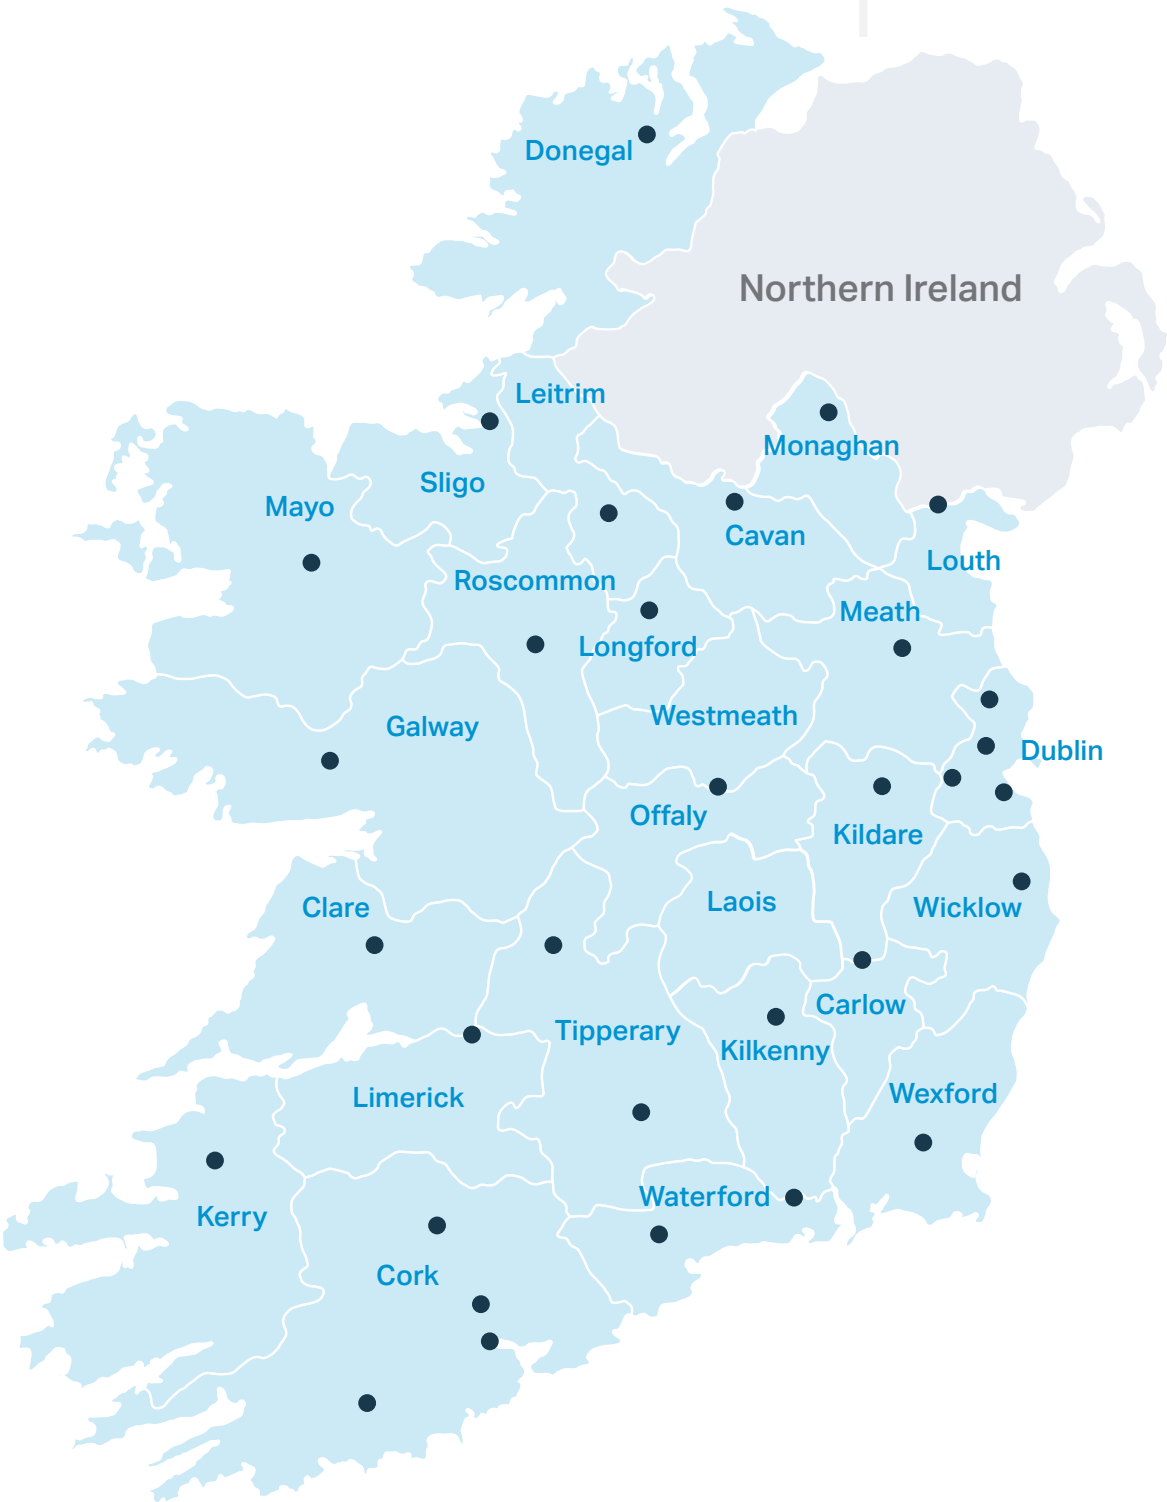 Donegal
Northern Ireland
Leitrim
Monaghan
Sligo
Mayo
Cavan
Louth
Roscommon
Meath
Longford
Westmeath
Galway
Dublin
Offaly
Kildare
Laois
Clare
Wicklow
Carlow
Tipperary
Kilkenny
Limerick
Wexford
Waterford
Kerry
Cork